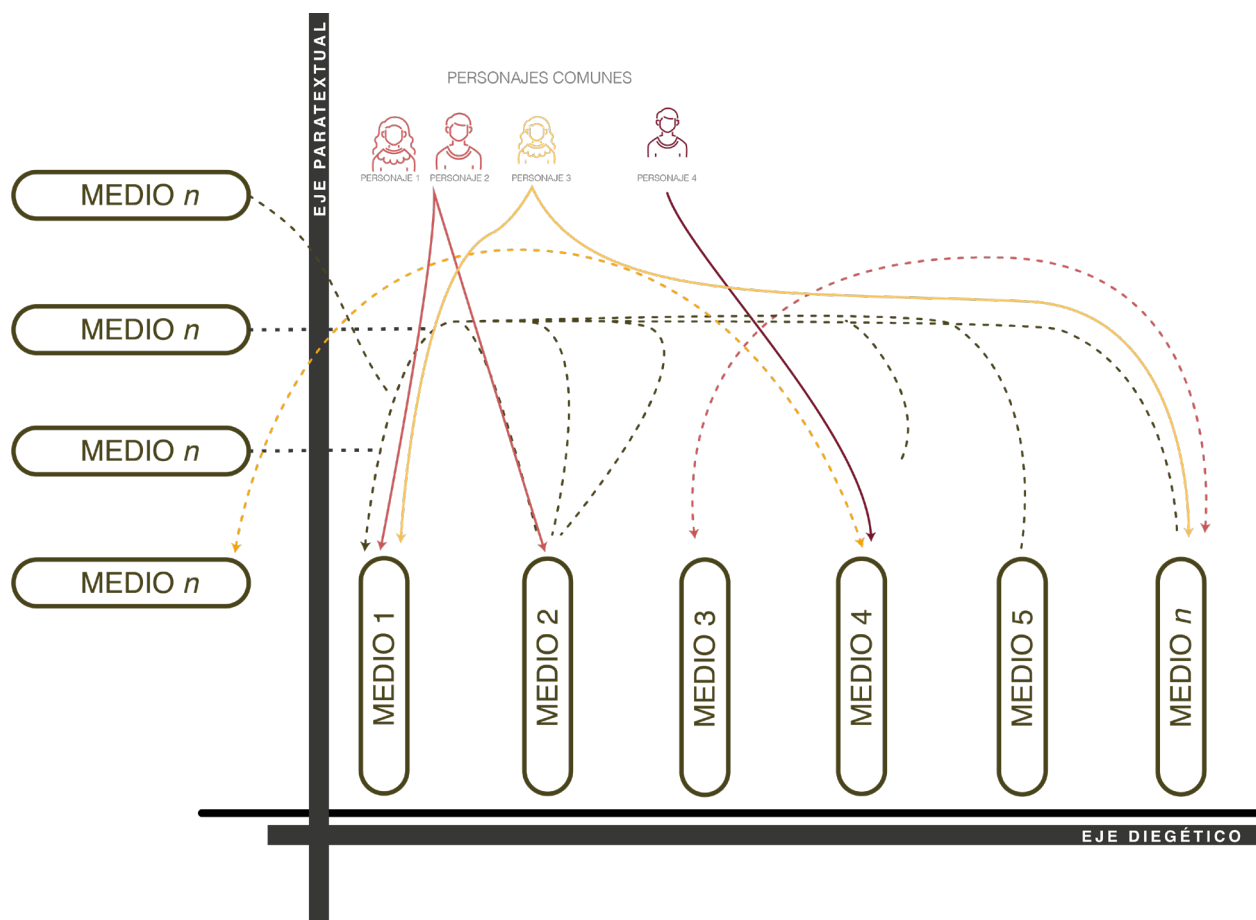 EJE PARATEXTUAL
PERSONAJES COMUNES
PERSONAJE 1
PERSONAJE 2
PERSONAJE 3
PERSONAJE 4
MEDIO n
MEDIO n
MEDIO n
MEDIO n
MEDIO 1
MEDIO 2
MEDIO 3
MEDIO 4
MEDIO 5
MEDIO n
EJE DIEGÉTICO